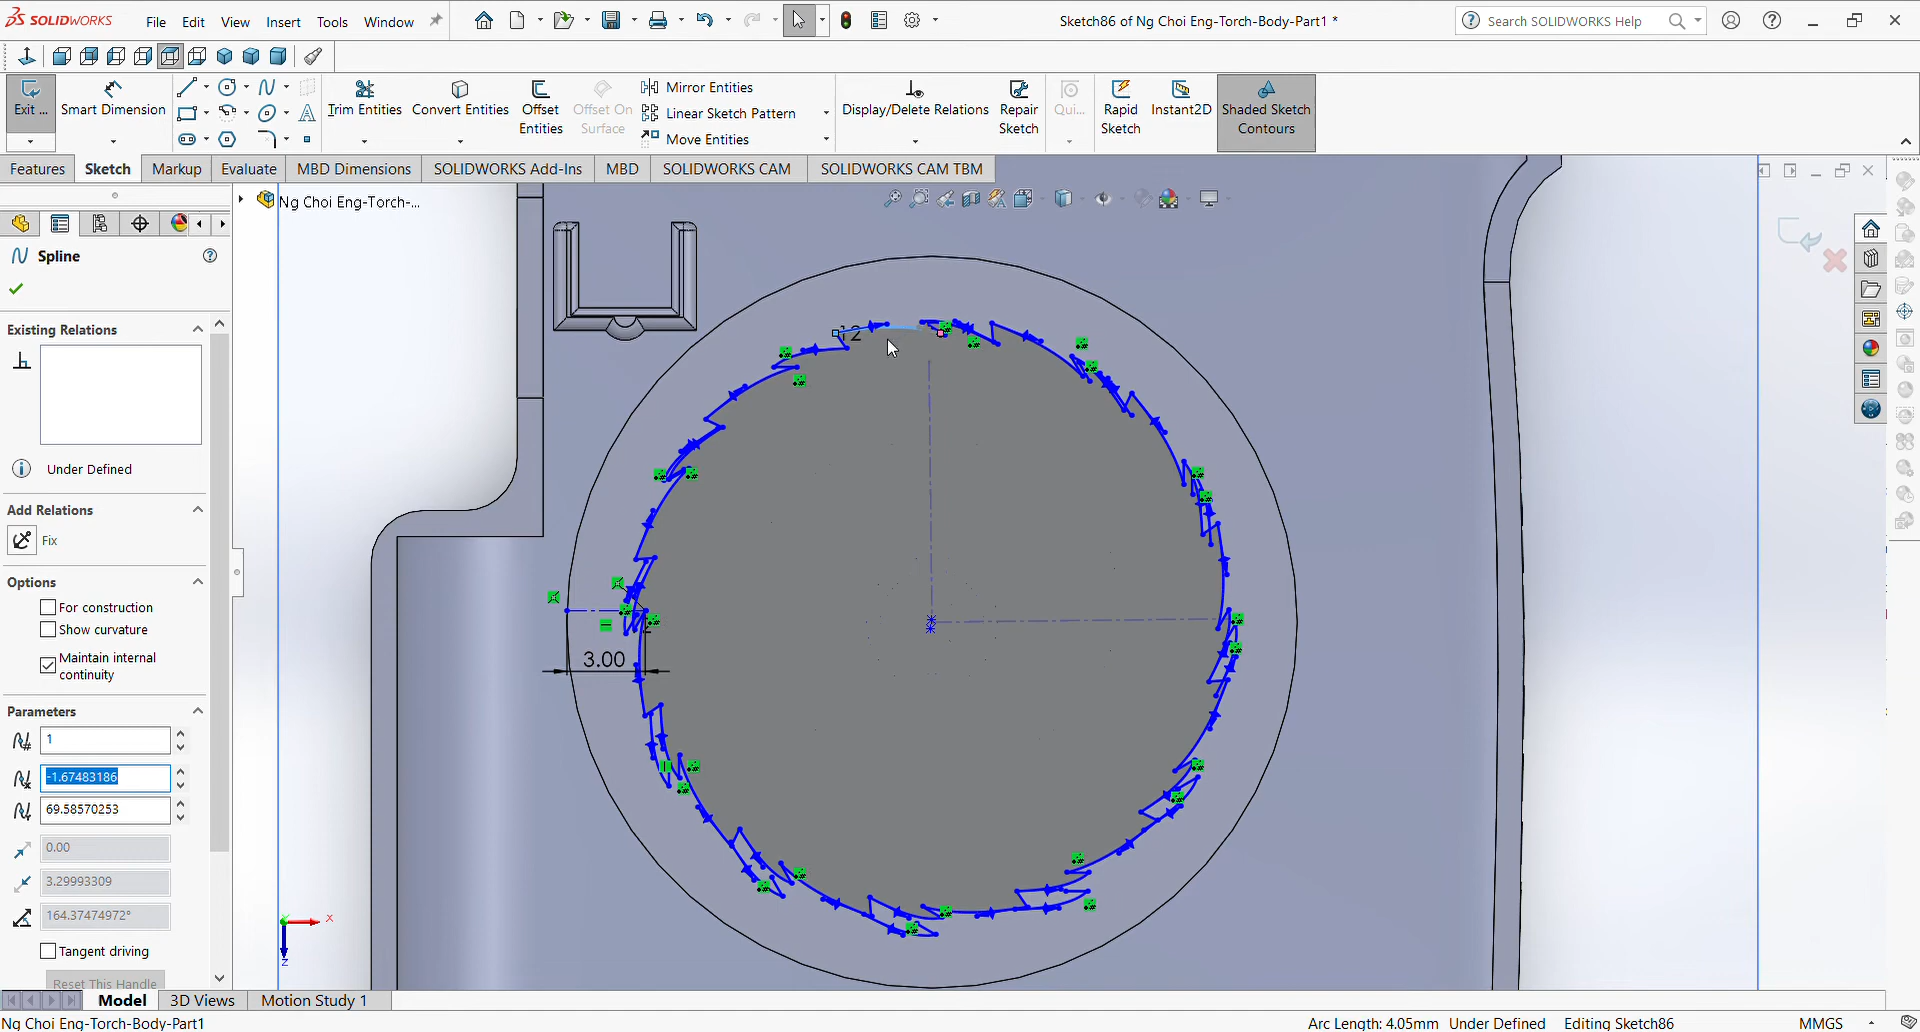 SOLIDWORKS
File
Edit
View
Insert
Tools
Window
Sketch86 of Ng Choi Eng-Torch-Body-Part1 *
Search SOLIDWORKS Help
Exit ...
Smart Dimension
Trim Entities
Convert Entities
Offset
Entities
Offset On
Surface
Mirror Entities
Linear Sketch Pattern
Move Entities
Display/Delete Relations
Repair
Sketch
Qui...
Rapid
Sketch
Instant2D
Shaded Sketch
Contours
Features
Sketch
Markup
Evaluate
MBD Dimensions
SOLIDWORKS Add-Ins
MBD
SOLIDWORKS CAM
SOLIDWORKS CAM TBM
Ng Choi Eng-Torch-...
Spline
Existing Relations
Under Defined
Add Relations
Fix
Options
For construction
Show curvature
Maintain internal
continuity
Parameters
1
-1.67483186
69.58570253
0.00
3.29993309
164.37474972°
Tangent driving
Reset This Handle
12
3.00
X
Z
Model
3D Views
Motion Study 1
Ng Choi Eng-Torch-Body-Part1
Arc Length: 4.05mm
Under Defined
Editing Sketch86
MMGS